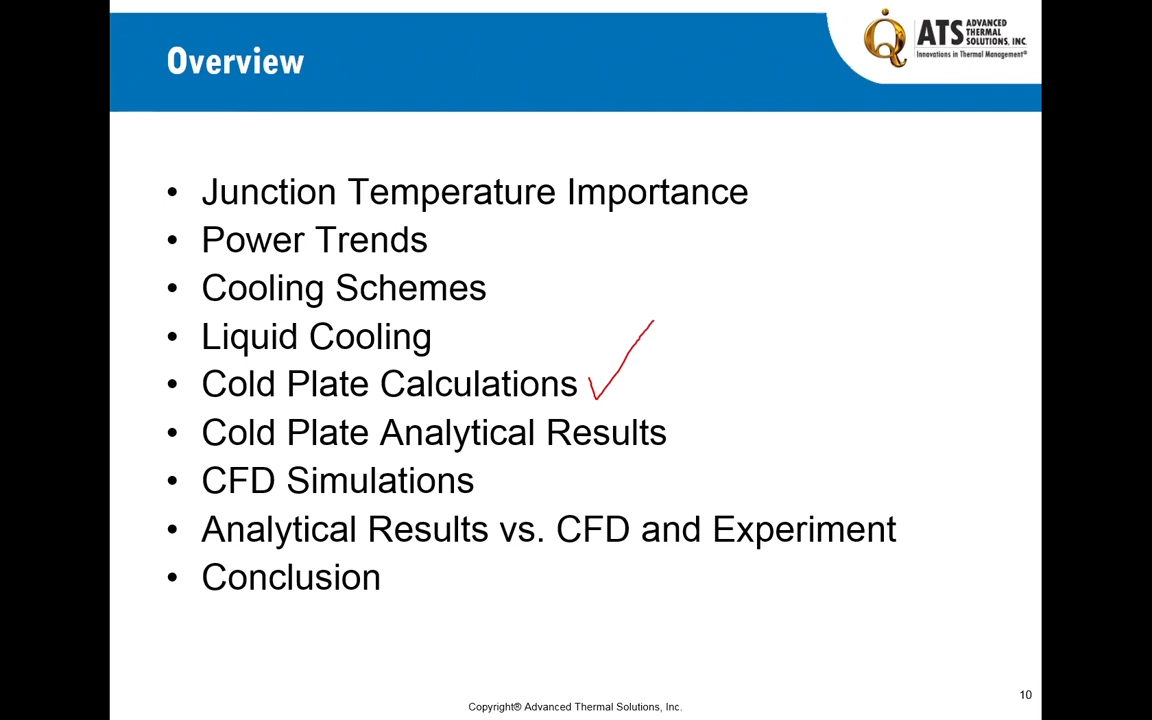 Overview
ATS ADVANCED THERMAL SOLUTIONS, INC.
Innovations in Thermal Management®
• Junction Temperature Importance
• Power Trends
• Cooling Schemes
• Liquid Cooling
• Cold Plate Calculations
• Cold Plate Analytical Results
• CFD Simulations
• Analytical Results vs. CFD and Experiment
• Conclusion
10
Copyright® Advanced Thermal Solutions, Inc.